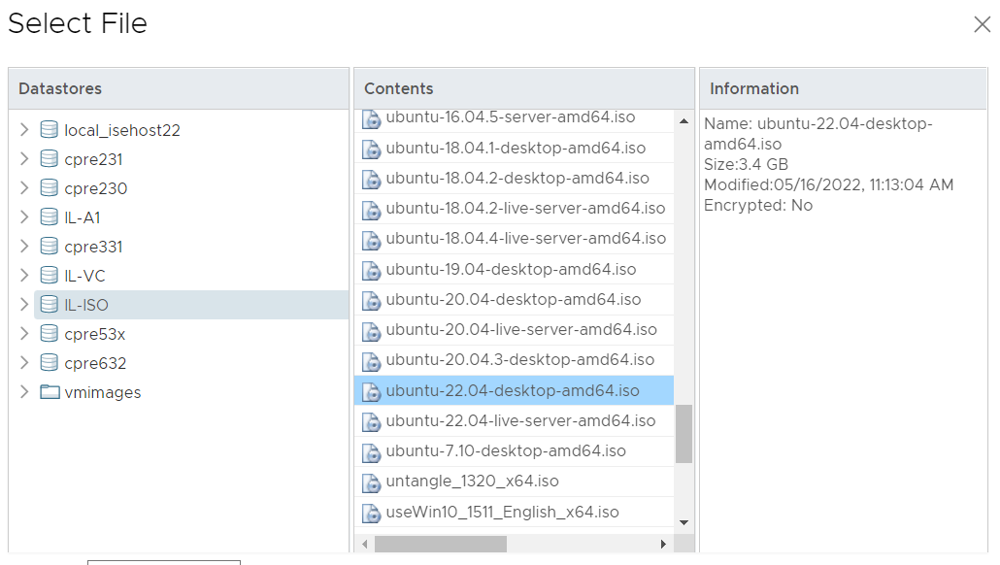 Select File
Datastores
local_isehost22
cpre231
cpre230
IL-A1
cpre331
IL-VC
IL-ISO
cpre53x
cpre632
vmimages
Contents
ubuntu-16.04.5-server-amd64.iso
ubuntu-18.04.1-desktop-amd64.iso
ubuntu-18.04.2-desktop-amd64.iso
ubuntu-18.04.2-live-server-amd64.iso
ubuntu-18.04.4-live-server-amd64.iso
ubuntu-19.04-desktop-amd64.iso
ubuntu-20.04-desktop-amd64.iso
ubuntu-20.04-live-server-amd64.iso
ubuntu-20.04.3-desktop-amd64.iso
ubuntu-22.04-desktop-amd64.iso
ubuntu-22.04-live-server-amd64.iso
ubuntu-7.10-desktop-amd64.iso
untangle_1320_x64.iso
useWin10_1511_English_x64.iso
Information
Name: ubuntu-22.04-desktop-
amd64.iso
Size:3.4 GB
Modified:05/16/2022, 11:13:04 AM
Encrypted: No